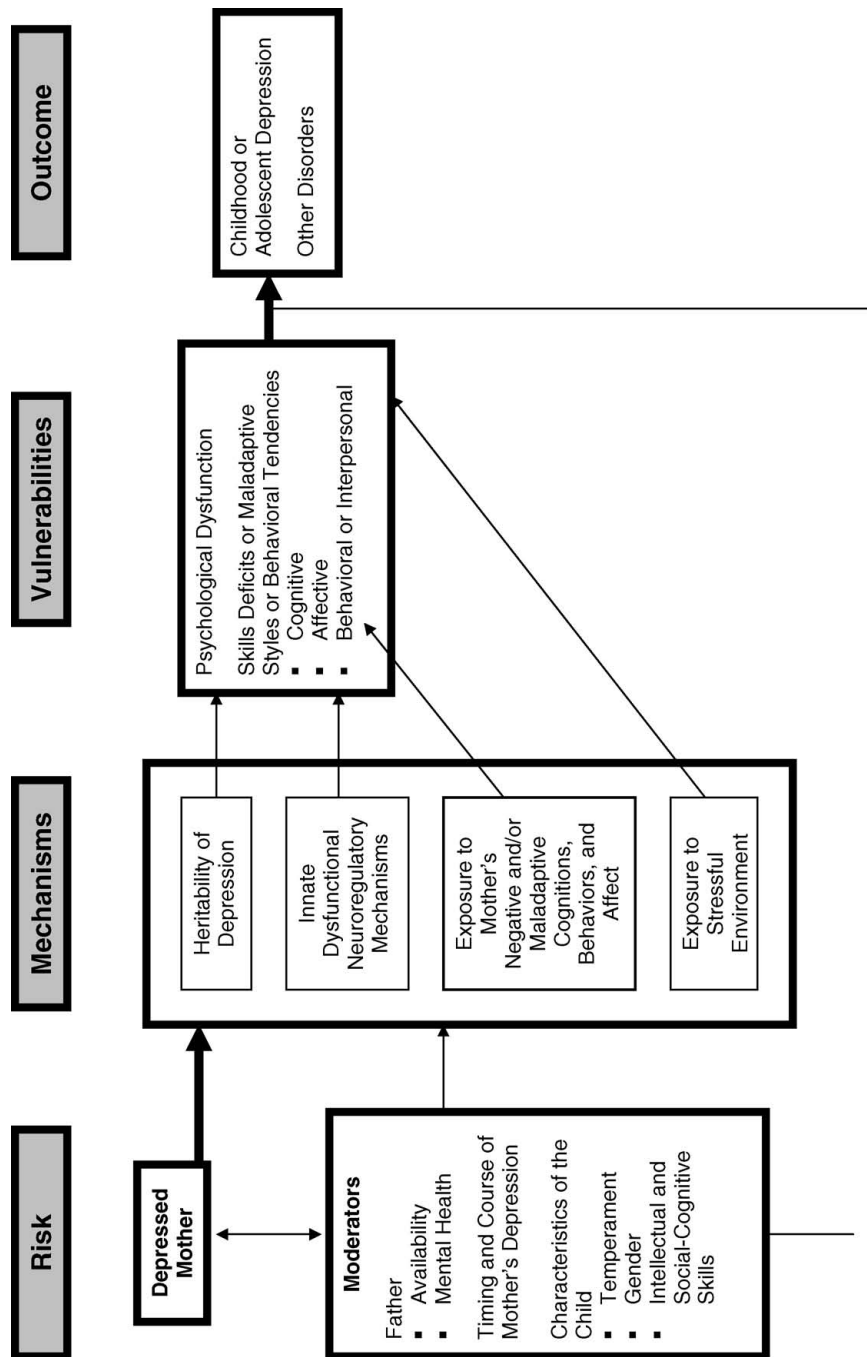 Risk
Mechanisms
Vulnerabilities
Outcome
Depressed
Mother
Moderators
Father
▪ Availability
▪ Mental Health
Timing and Course of
Mother's Depression
Characteristics of the
Child
▪ Temperament
▪ Gender
▪ Intellectual and
Social-Cognitive
Skills
Heritability of
Depression
Innate
Dysfunctional
Neuroregulatory
Mechanisms
Exposure to
Mother's
Negative and/or
Maladaptive
Cognitions,
Behaviors, and
Affect
Exposure to
Stressful
Environment
Psychological Dysfunction
Skills Deficits or Maladaptive
Styles or Behavioral Tendencies
▪ Cognitive
▪ Affective
▪ Behavioral or Interpersonal
Childhood or
Adolescent Depression
Other Disorders